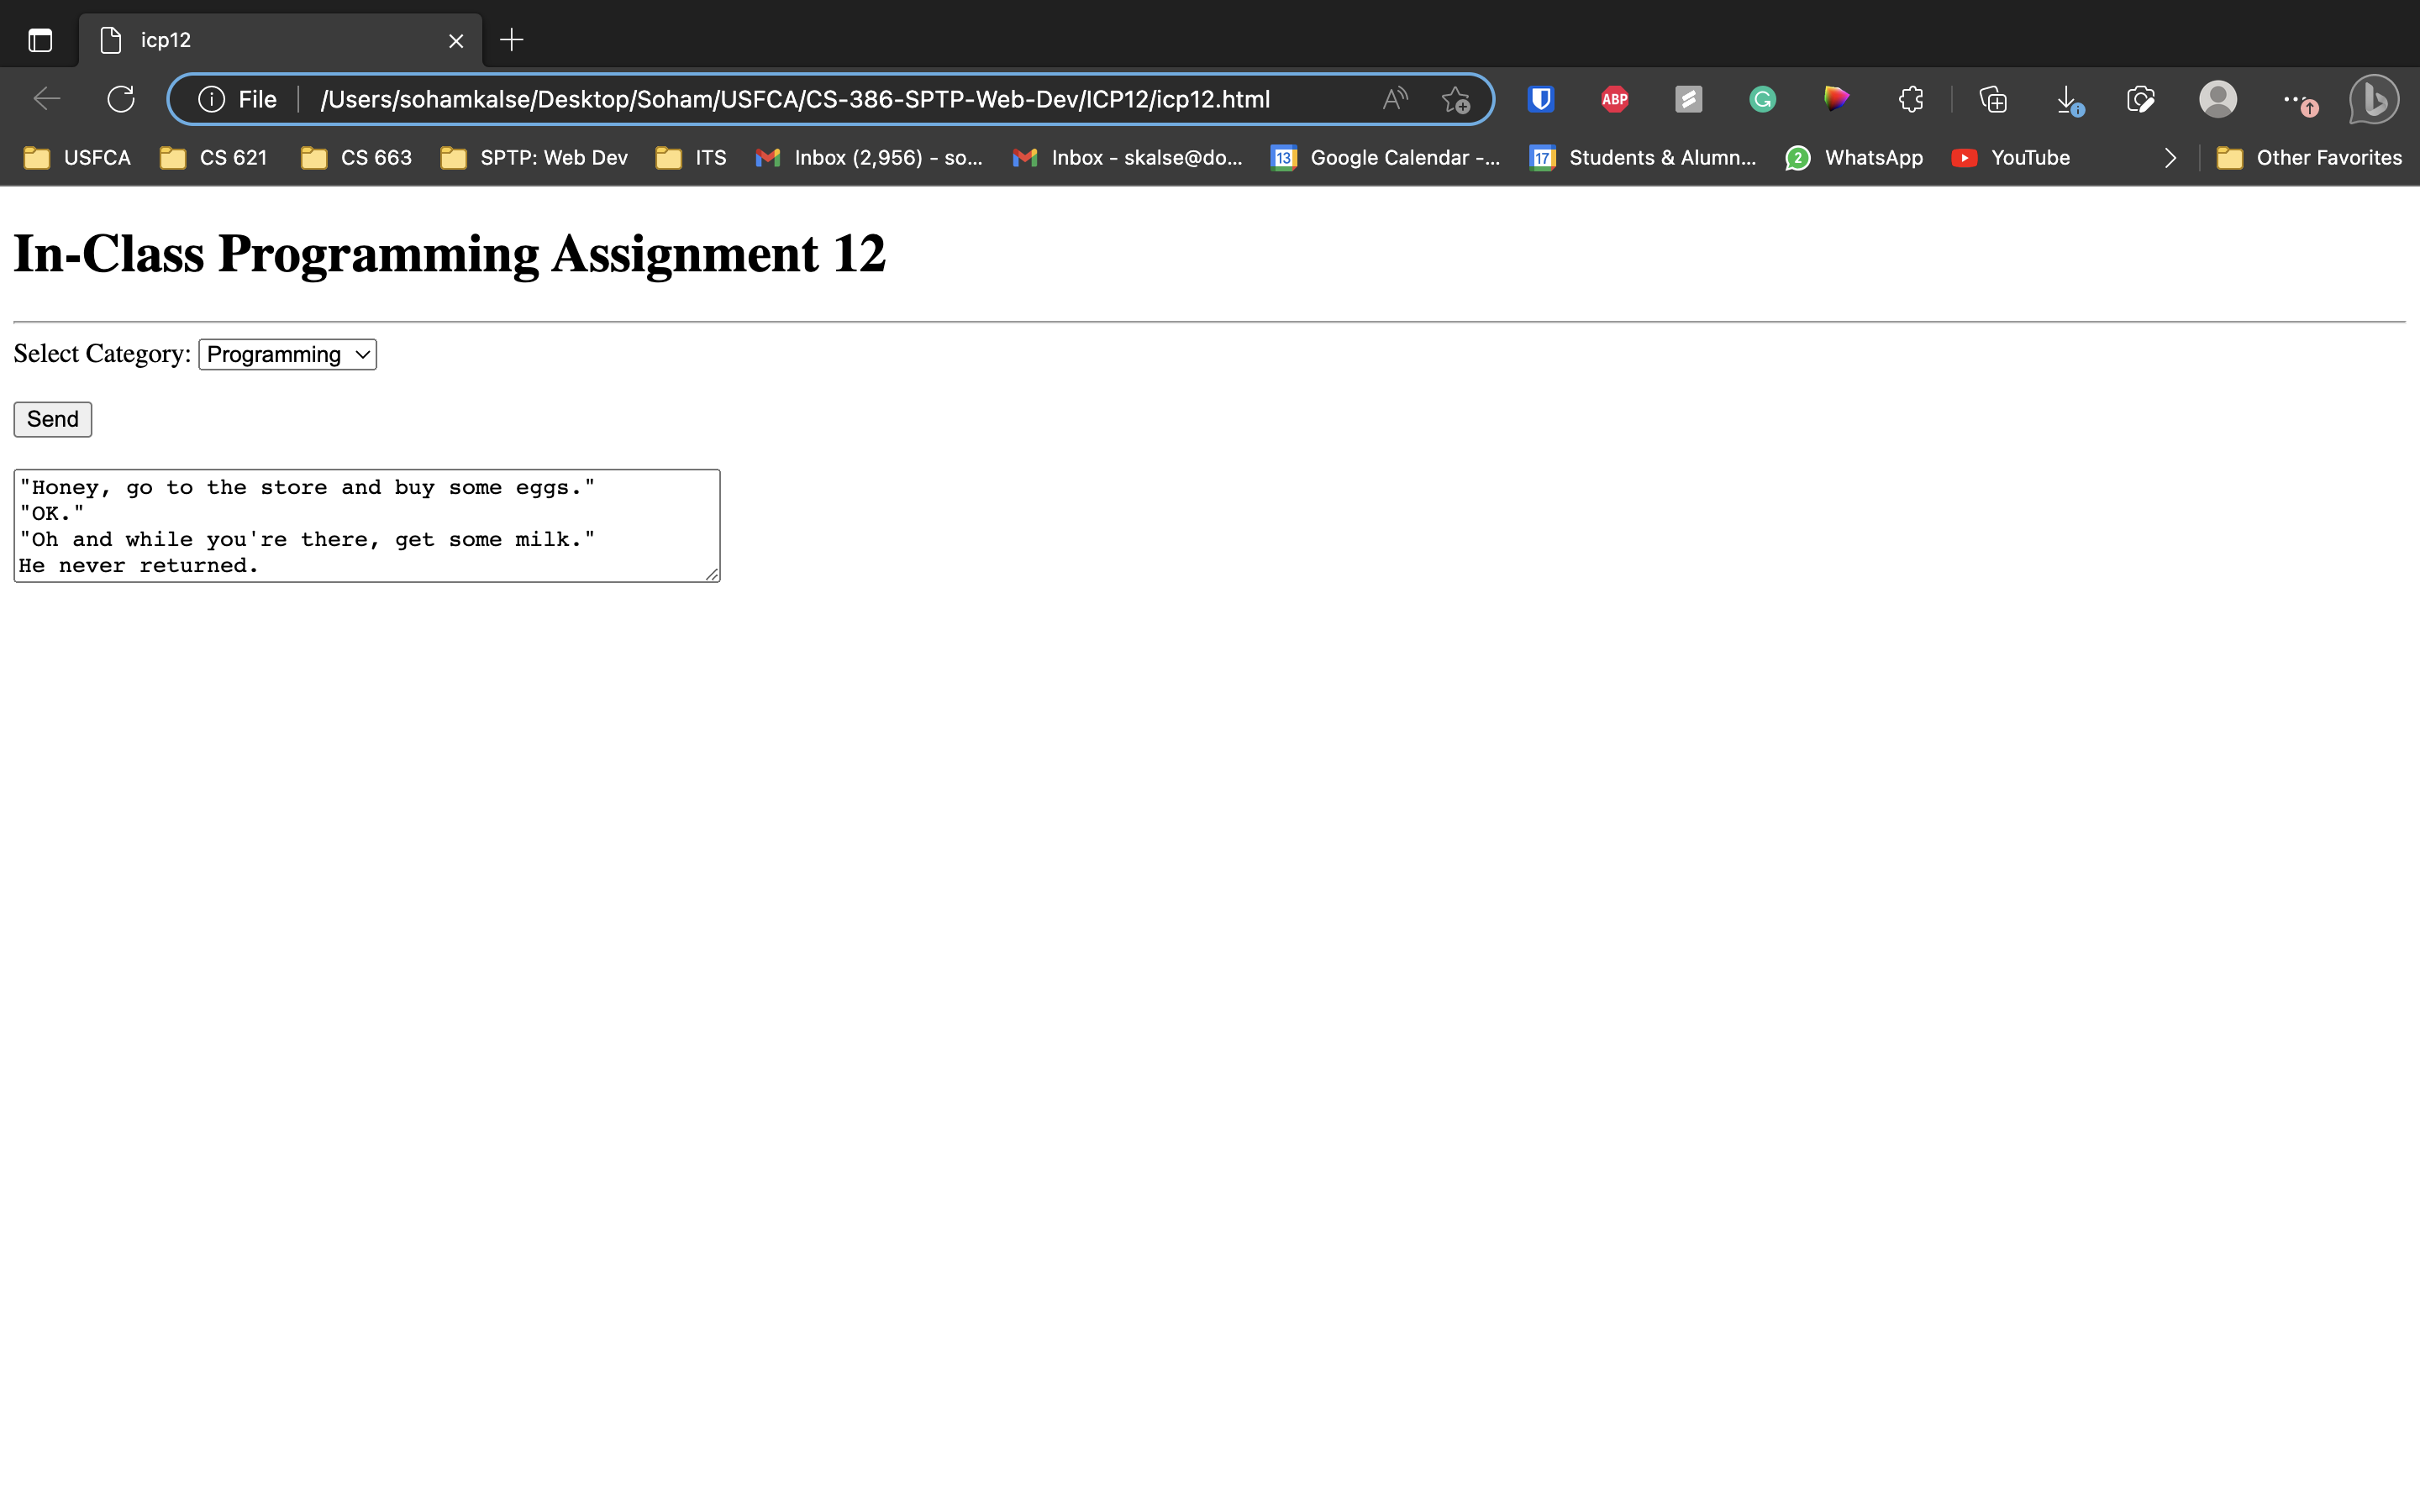 icp12
File /Users/sohamkalse/Desktop/Soham/USFCA/CS-386-SPTP-Web-Dev/ICP12/icp12.html
ABP
USFCA CS 621 CS 663 SPTP: Web Dev ITS Inbox (2,956) - so... Inbox - skalse@do... 13 Google Calendar -... 17 Students & Alumn... 2 WhatsApp YouTube Other Favorites
In-Class Programming Assignment 12
Select Category: Programming
Send
"Honey, go to the store and buy some eggs."
"OK."
"Oh and while you're there, get some milk."
He never returned.